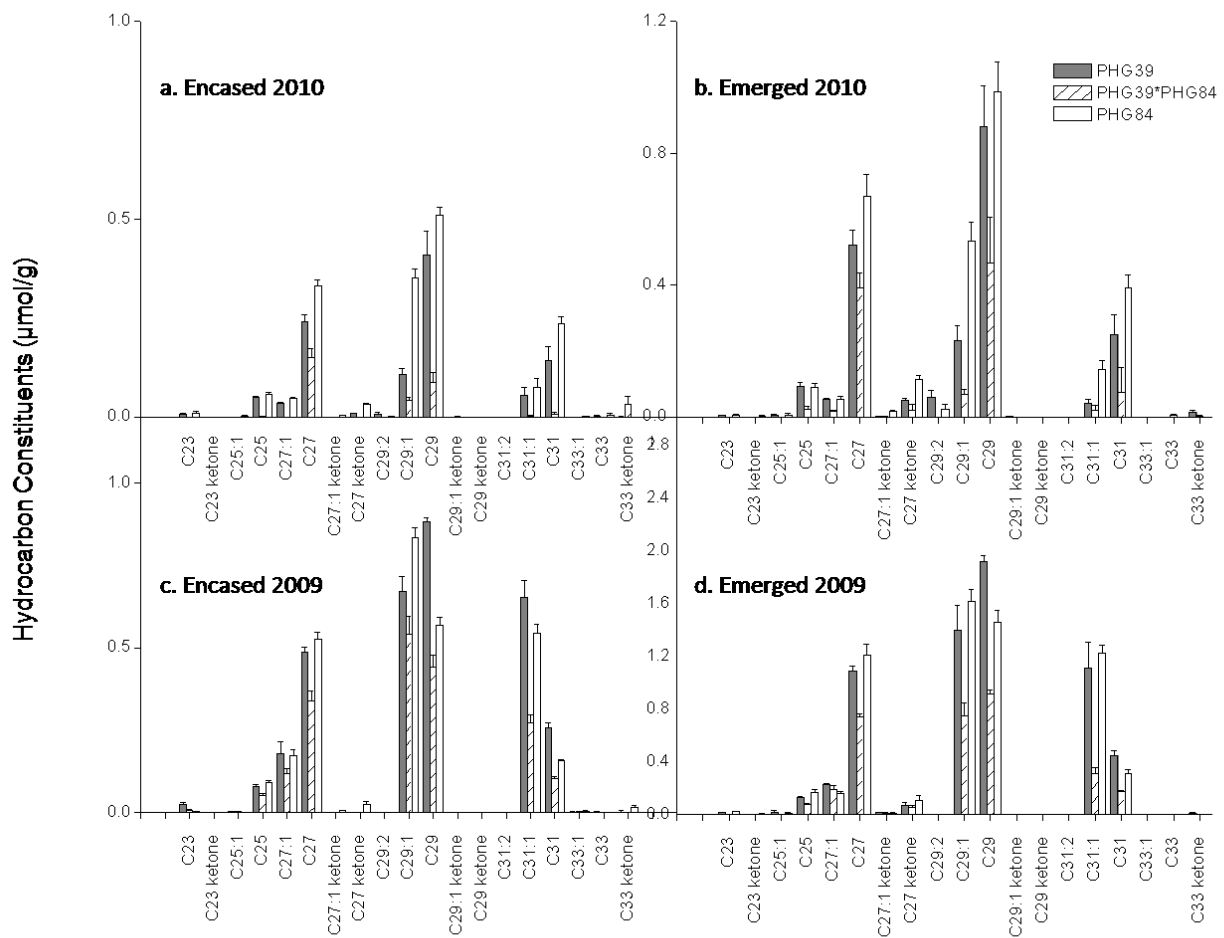 Hydrocarbon Constituents (µmol/g)
1.0
a. Encased 2010
0.5
0.0
C23
C23 ketone
C25:1
C25
C27:1
C27
C27:1 ketone
C27 ketone
C29:2
C29:1
C29
C29:1 ketone
C29 ketone
C31:2
C31:1
C31
C33:1
C33
C33 ketone
1.2
b. Emerged 2010
PHG39
PHG39*PHG84
PHG84
0.8
0.4
0.0
C23
C23 ketone
C25:1
C25
C27:1
C27
C27:1 ketone
C27 ketone
C29:2
C29:1
C29
C29:1 ketone
C29 ketone
C31:2
C31:1
C31
C33:1
C33
C33 ketone
1.0
c. Encased 2009
0.5
0.0
C23
C23 ketone
C25:1
C25
C27:1
C27
C27:1 ketone
C27 ketone
C29:2
C29:1
C29
C29:1 ketone
C29 ketone
C31:2
C31:1
C31
C33:1
C33
C33 ketone
2.8
2.4
2.0
d. Emerged 2009
1.6
1.2
0.8
0.4
0.0
C23
C23 ketone
C25:1
C25
C27:1
C27
C27:1 ketone
C27 ketone
C29:2
C29:1
C29
C29:1 ketone
C29 ketone
C31:2
C31:1
C31
C33:1
C33
C33 ketone